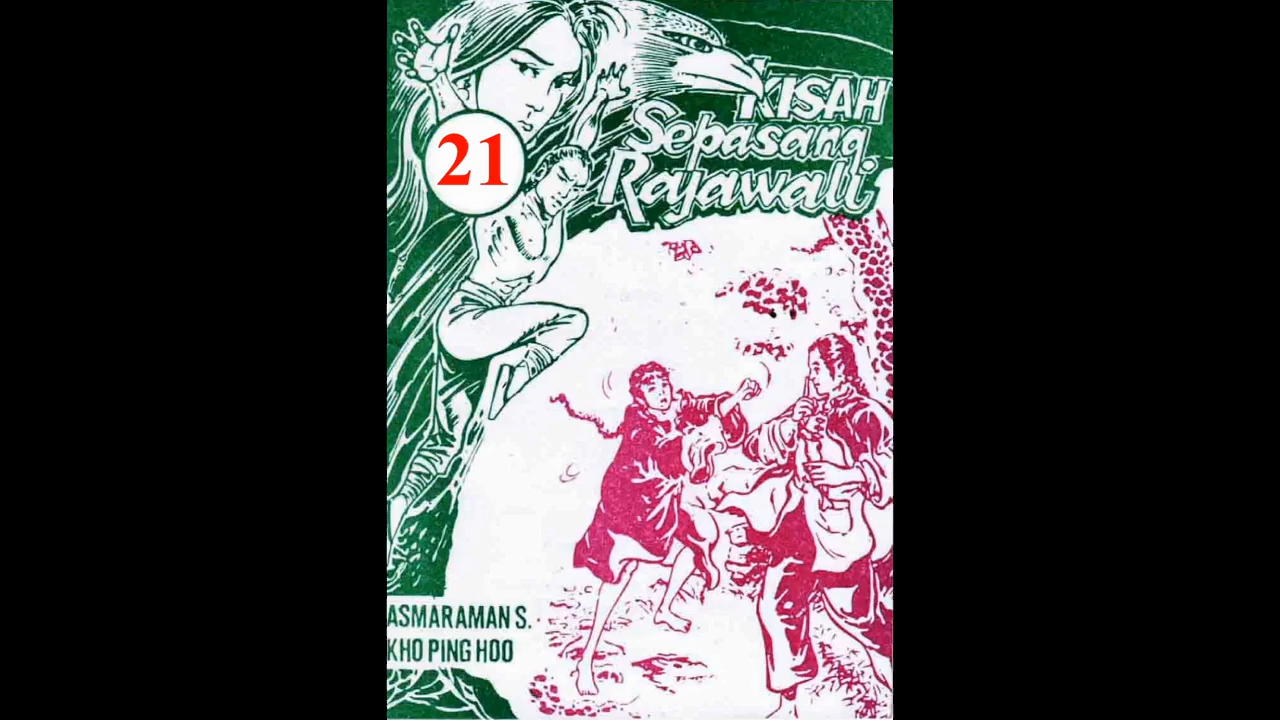 KISAH
Sepasang
Rajawali
21
ASMARAMAN S.
KHO PING HOO